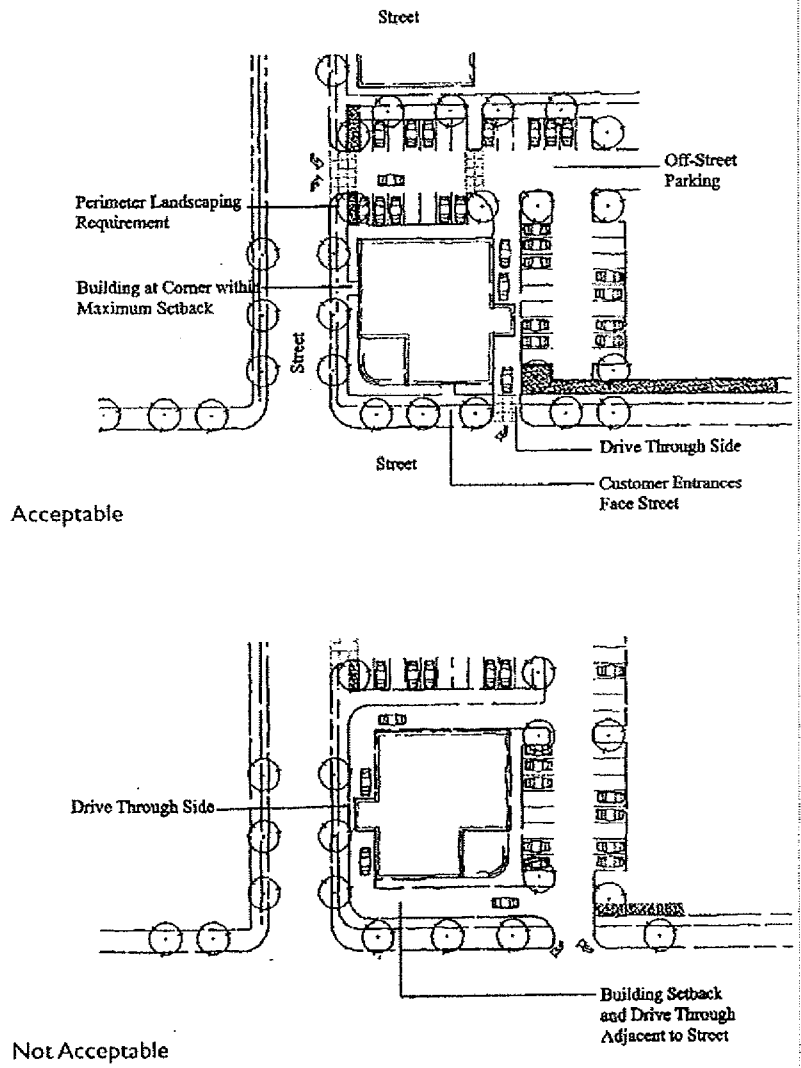 Street
Off-Street
Parking
Perimeter Landscaping
Requirement
Building at Corner within
Maximum Setback
Street
Drive Through Side
Street
Customer Entrances
Face Street
Acceptable
Drive Through Side
Building Setback
and Drive Through
Adjacent to Street
Not Acceptable